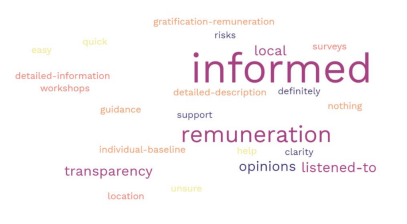 gratification-remuneration
risks
quick
easy
local
surveys
informed
detailed-information
workshops
detailed-description
definitely
nothing
guidance
support
remuneration
individual-baseline
help
clarity
transparency
opinions
listened-to
unsure
location